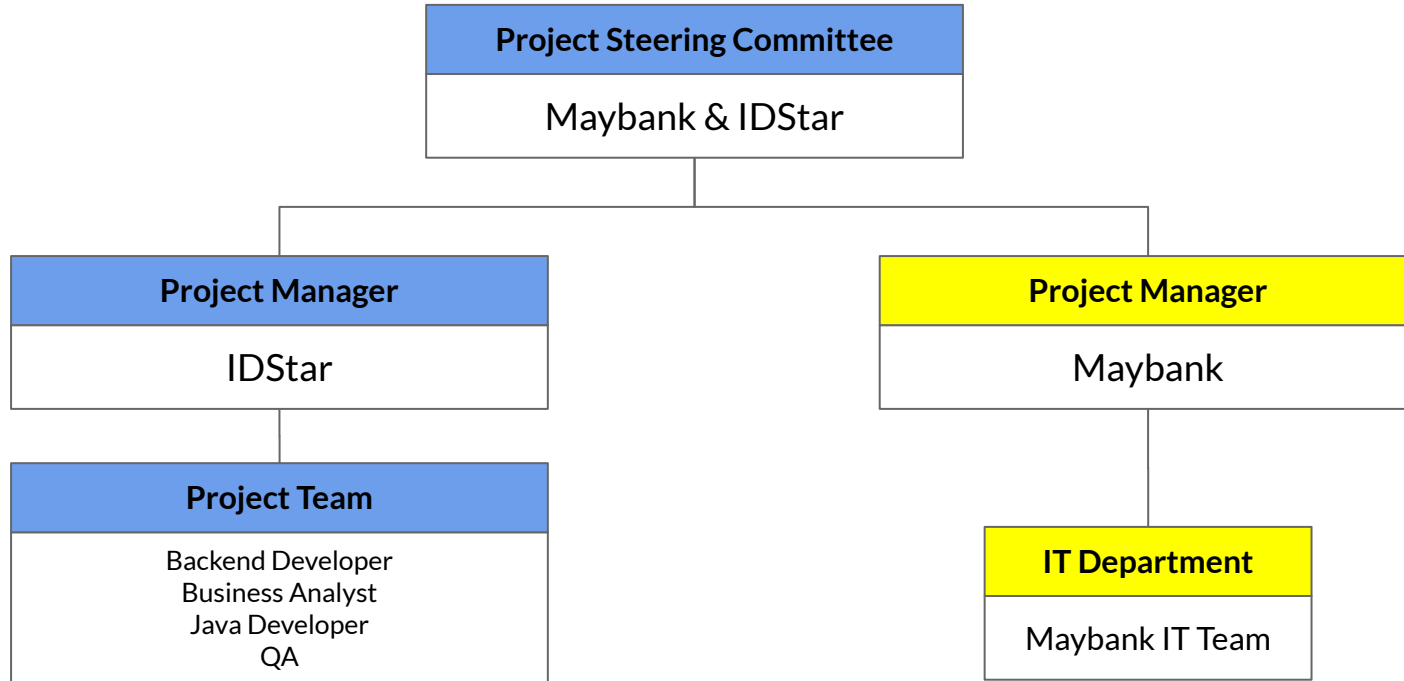 Project Steering Committee
Maybank & IDStar
Project Manager
IDStar
Project Manager
Maybank
Project Team
Backend Developer
Business Analyst
Java Developer
QA
IT Department
Maybank IT Team